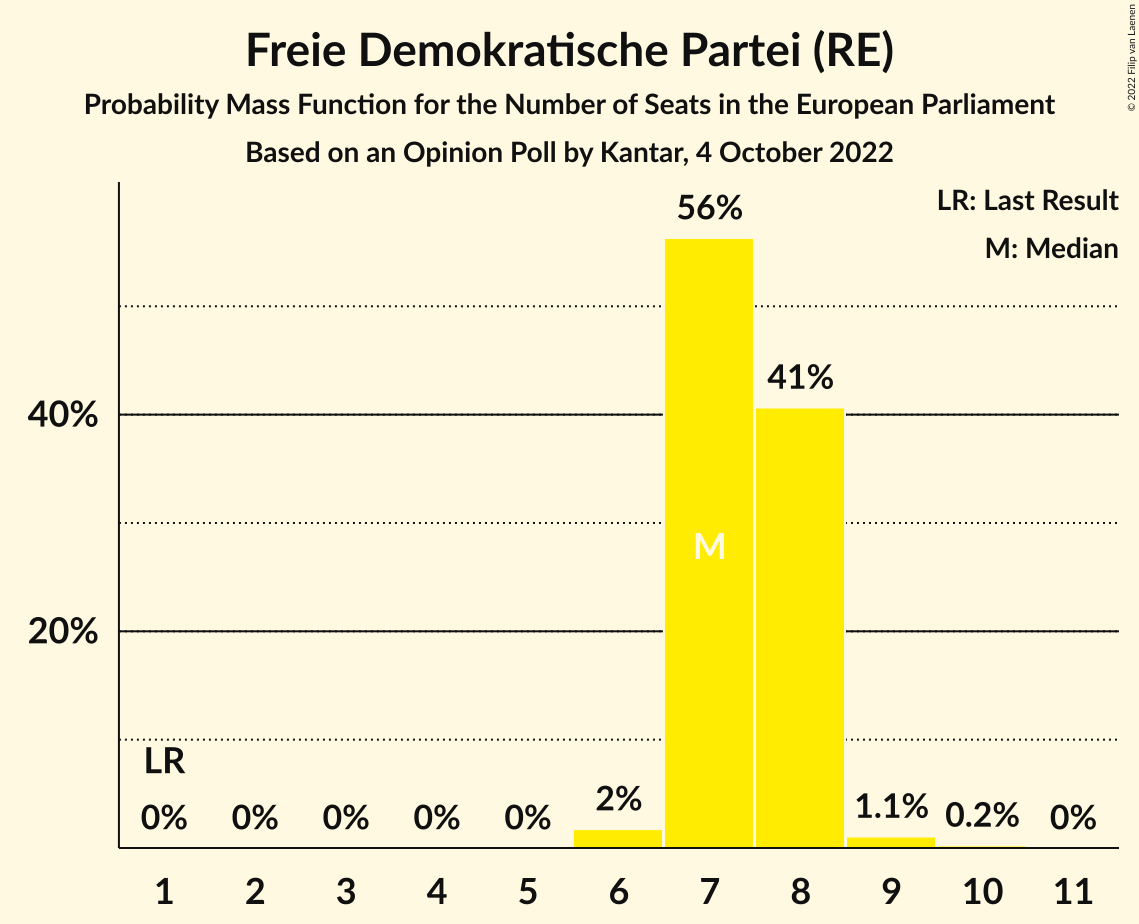 © 2022 Filip van Laenen
Freie Demokratische Partei (RE)
Probability Mass Function for the Number of Seats in the European Parliament
Based on an Opinion Poll by Kantar, 4 October 2022
LR: Last Result
M: Median
56%
41%
40%
M
20%
LR
0% 0% 0% 0% 0% 2% 1.1% 0.2% 0%
1 2 3 4 5 6 7 8 9 10 11